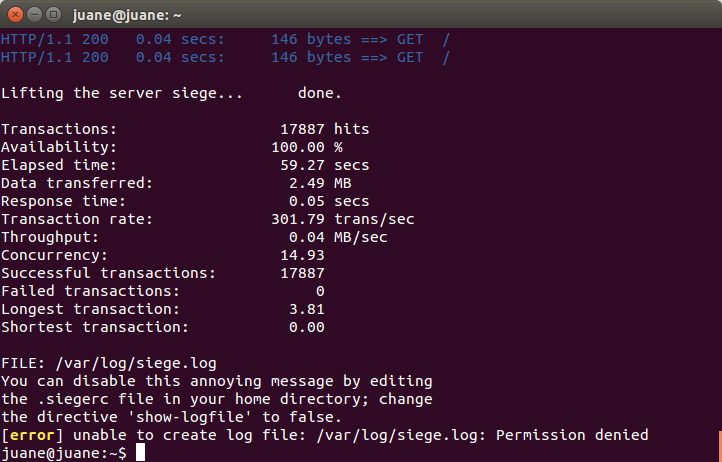 juane@juane: ~
HTTP/1.1 200   0.04 secs:     146 bytes ==> GET  /
HTTP/1.1 200   0.04 secs:     146 bytes ==> GET  /
Lifting the server siege...      done.
Transactions:                  17887 hits
Availability:                 100.00 %
Elapsed time:                  59.27 secs
Data transferred:               2.49 MB
Response time:                  0.05 secs
Transaction rate:             301.79 trans/sec
Throughput:                     0.04 MB/sec
Concurrency:                   14.93
Successful transactions:       17887
Failed transactions:               0
Longest transaction:            3.81
Shortest transaction:           0.00
FILE: /var/log/siege.log
You can disable this annoying message by editing
the .siegerc file in your home directory; change
the directive 'show-logfile' to false.
[error] unable to create log file: /var/log/siege.log: Permission denied
juane@juane:~$